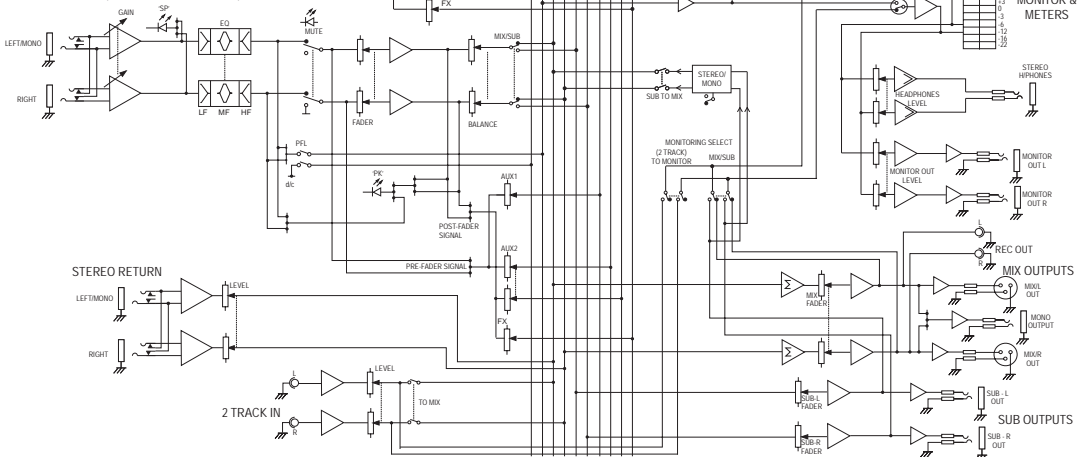 'SP'
GAIN
EQ
MUTE
FX
MONITOR &
METERS
+3
0
-3
-6
-12
-16
-22
LEFT/MONO
MIX/SUB
RIGHT
LF MF HF
FADER
BALANCE
STEREO/
MONO
SUB TO MIX
STEREO
H/PHONES
HEADPHONES
LEVEL
PFL
d/c
'PK'
AUX1
MONITORING SELECT
(2 TRACK)
TO MONITOR
MIX/SUB
MONITOR
OUT L
MONITOR OUT
LEVEL
MONITOR
OUT R
POST-FADER
SIGNAL
AUX2
PRE-FADER SIGNAL
L
R
REC OUT
STEREO RETURN
LEVEL
LEFT/MONO
RIGHT
FX
MIX OUTPUTS
Σ
MIX
FADER
MIX/L
OUT
MONO
OUTPUT
Σ
MIX/R
OUT
LEVEL
L
2 TRACK IN
R
TO MIX
SUB-L
FADER
SUB - L
OUT
SUB OUTPUTS
SUB-R
FADER
SUB - R
OUT